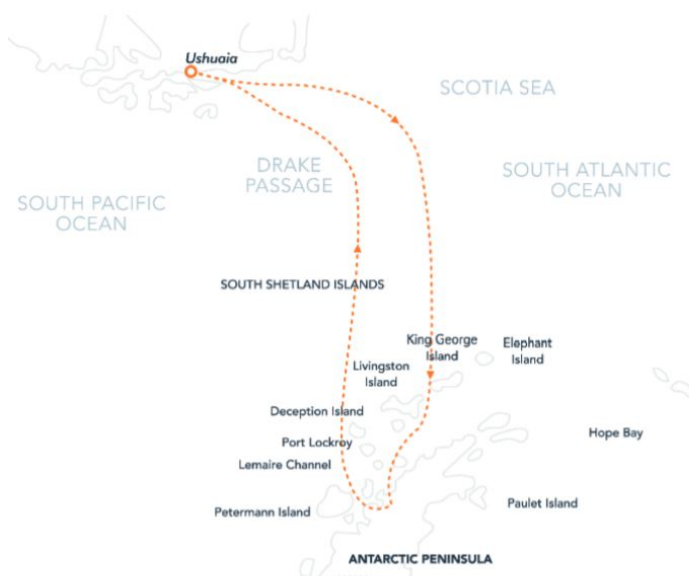 Ushuaia
SCOTIA SEA
DRAKE
PASSAGE
SOUTH ATLANTIC
OCEAN
SOUTH PACIFIC
OCEAN
SOUTH SHETLAND ISLANDS
King George
Island
Elephant
Island
Livingston
Island
Deception Island
Port Lockroy
Hope Bay
Lemaire Channel
Petermann Island
Paulet Island
ANTARCTIC PENINSULA